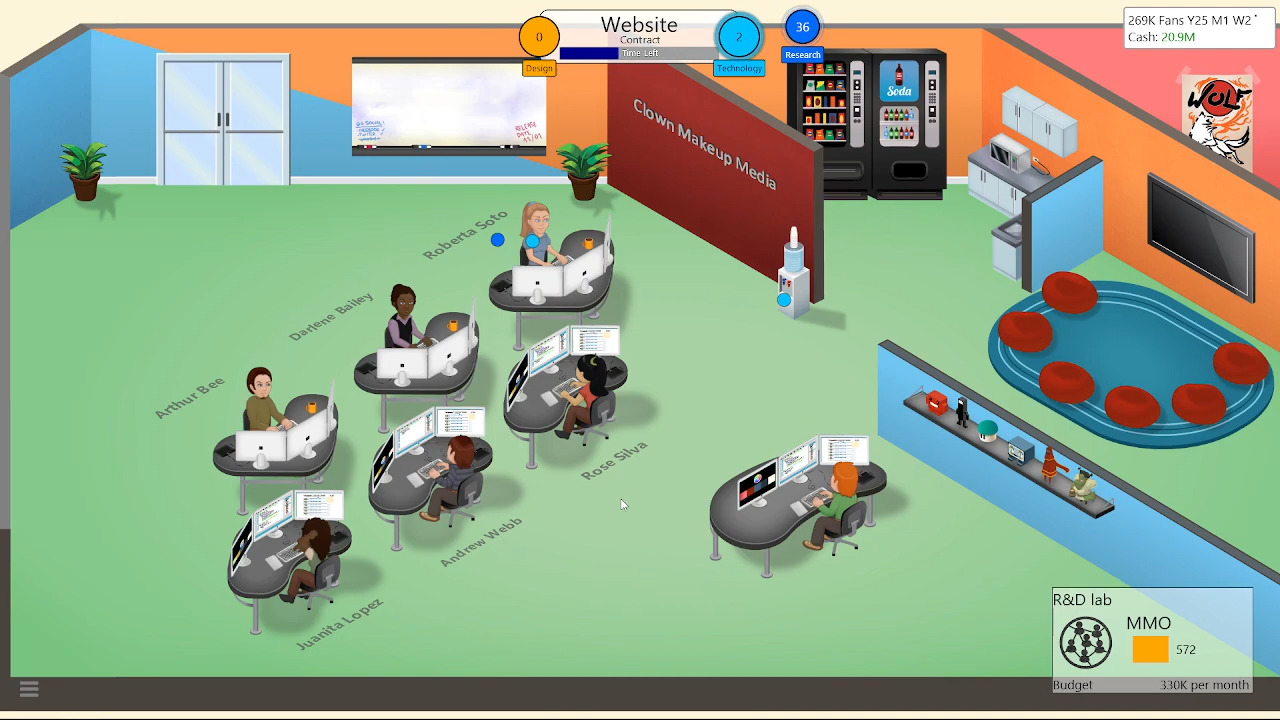 Website
Contract
Time Left
0
Design
2
Technology
36
Research
269K Fans Y25 M1 W2
Cash: 20.9M
Soda
WOLF
Clown Makeup Media
RELEASE
DATE
Roberta Soto
Darlene Bailey
Arthur Bee
Rose Silva
Andrew Webb
Juanita Lopez
R&D lab
MMO
572
Budget 330K per month